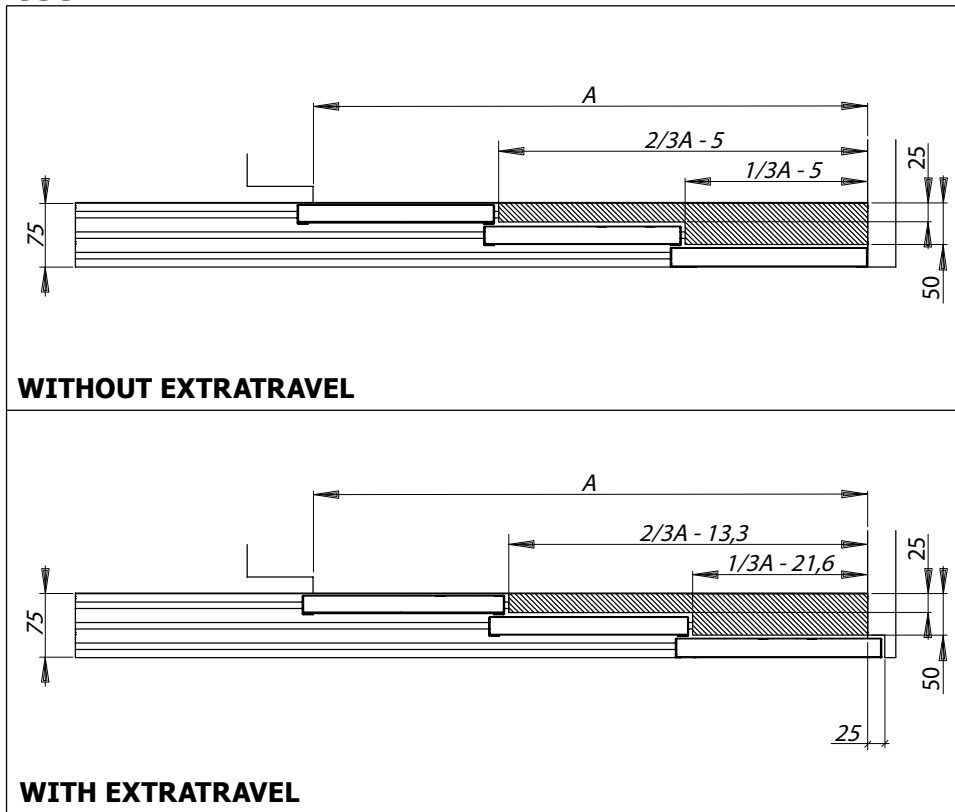 A
2/3A - 5
25
1/3A - 5
75
50
WITHOUT EXTRATRAVEL
A
2/3A - 13,3
25
1/3A - 21,6
75
50
25
WITH EXTRATRAVEL